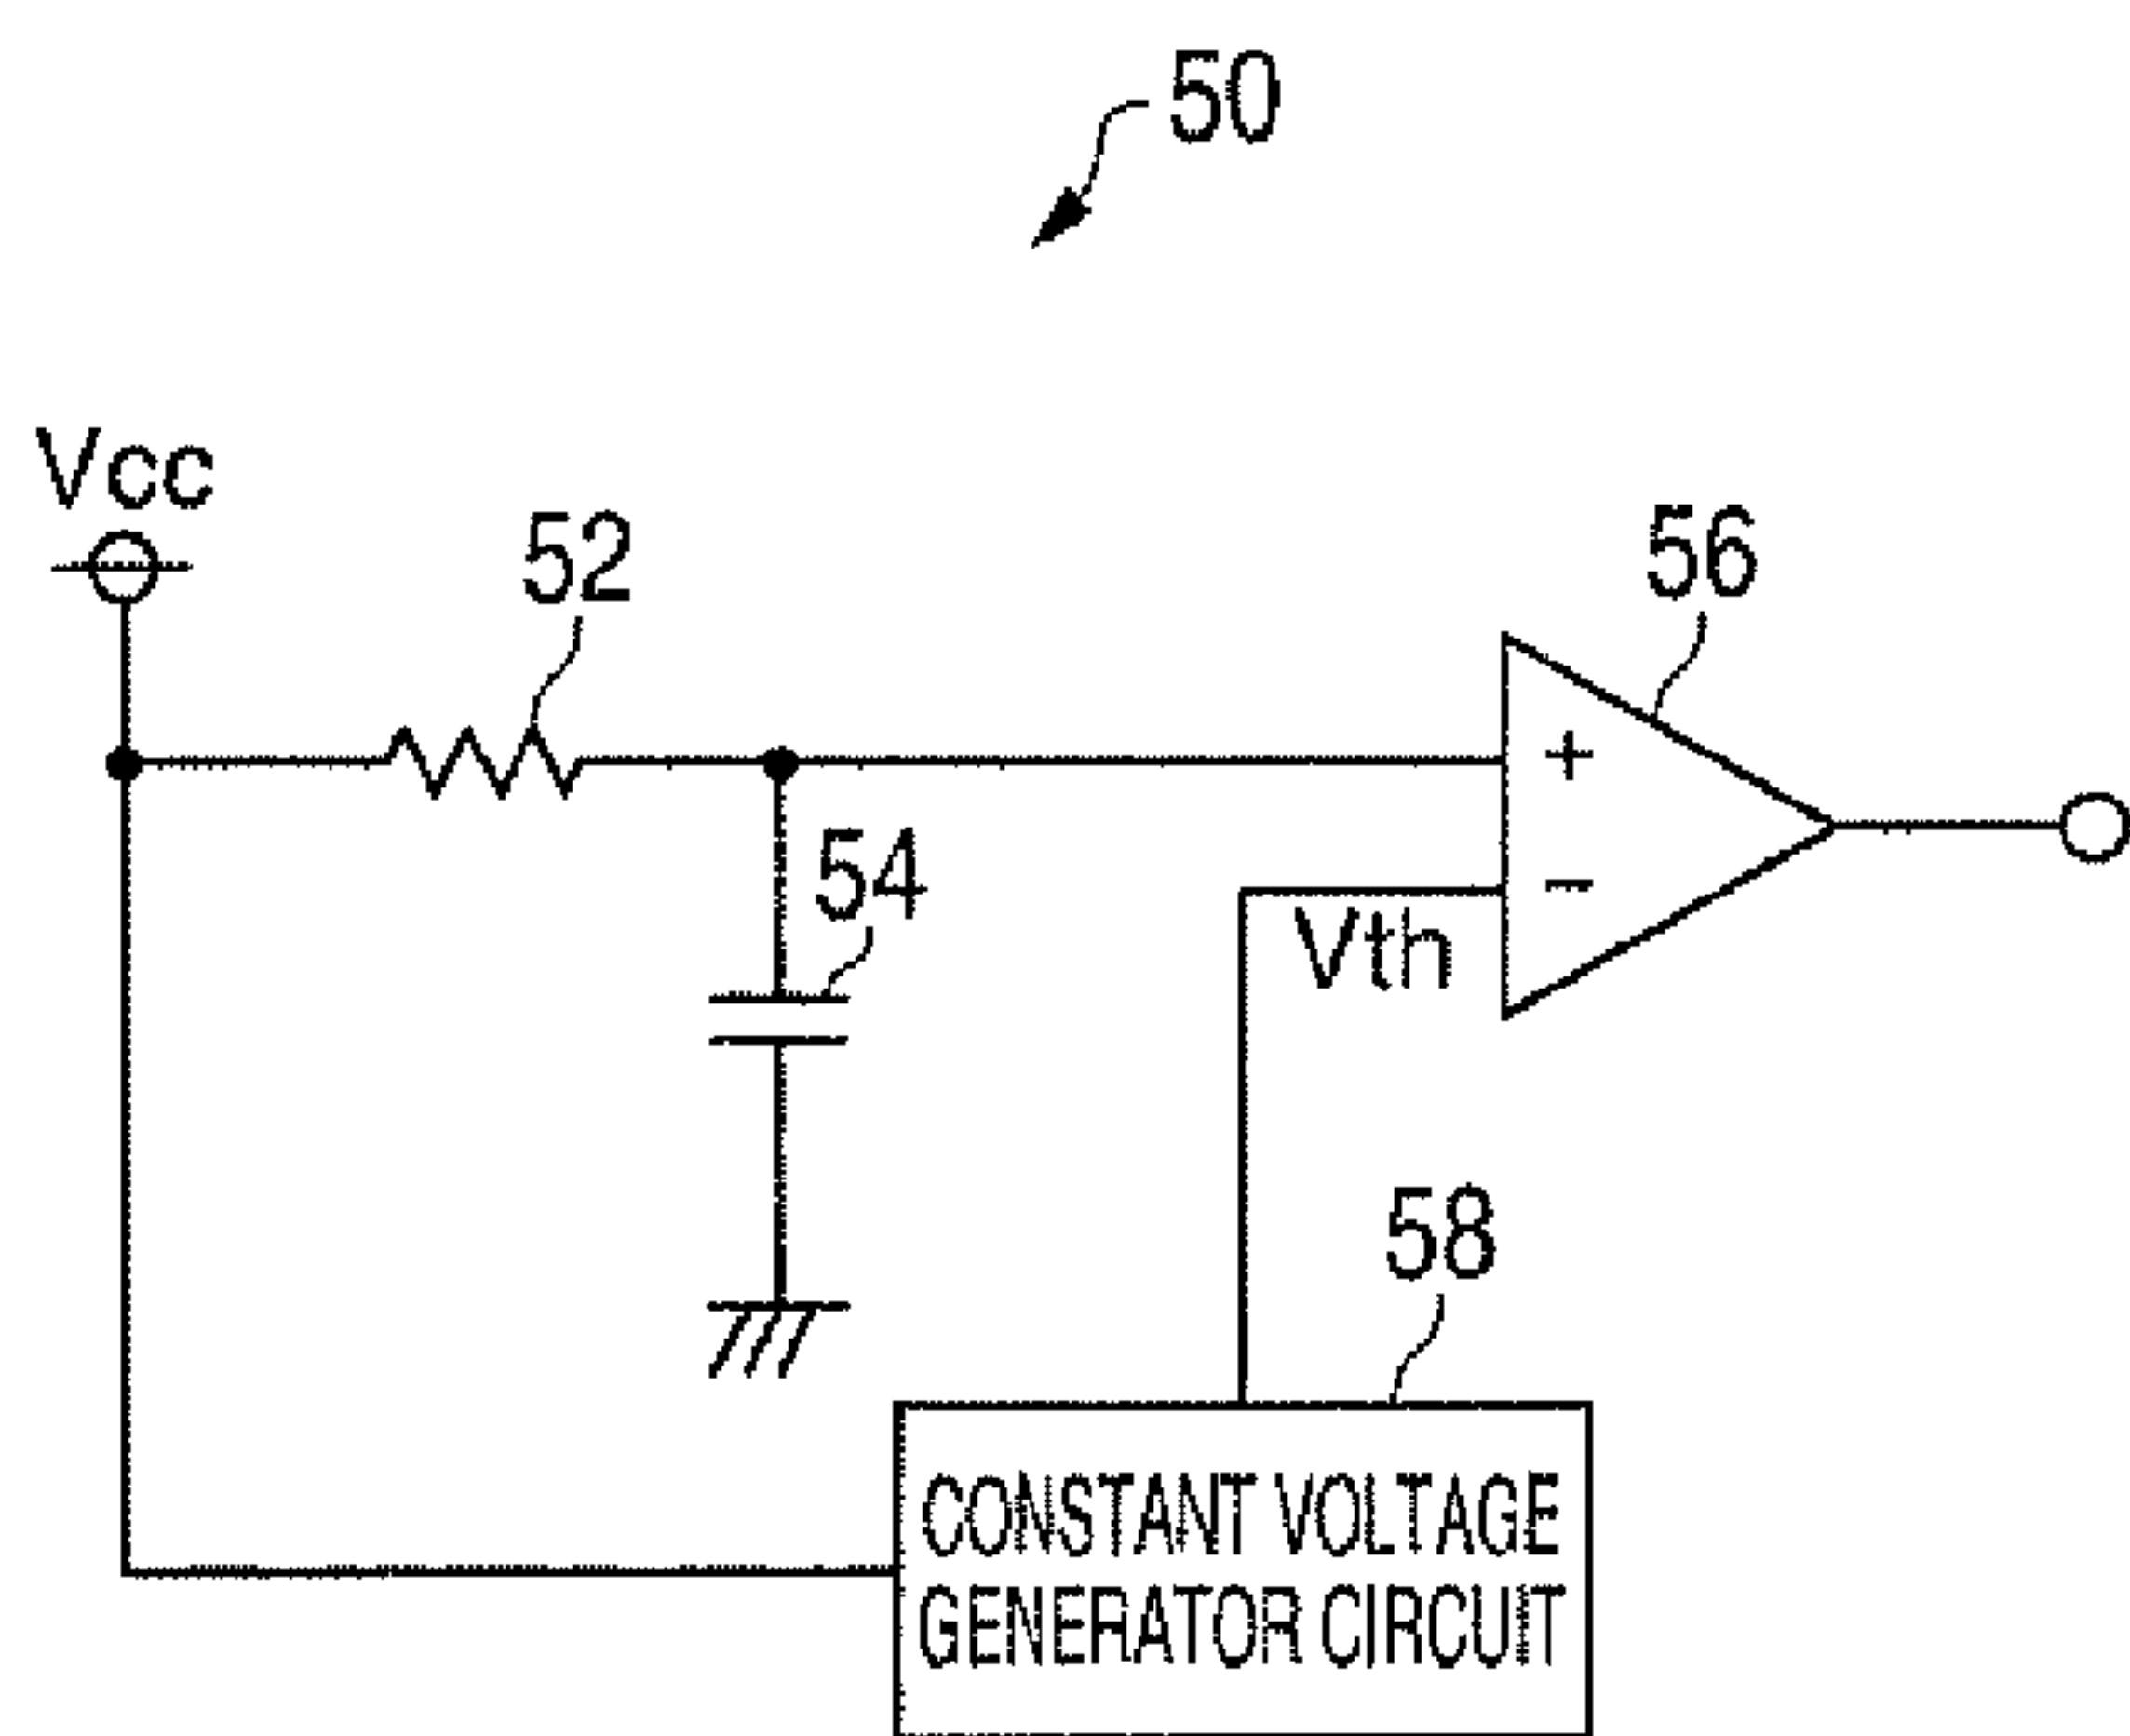 50
Vcc
52
56
+
54
−
Vth
58
CONSTANT VOLTAGE
GENERATOR CIRCUIT